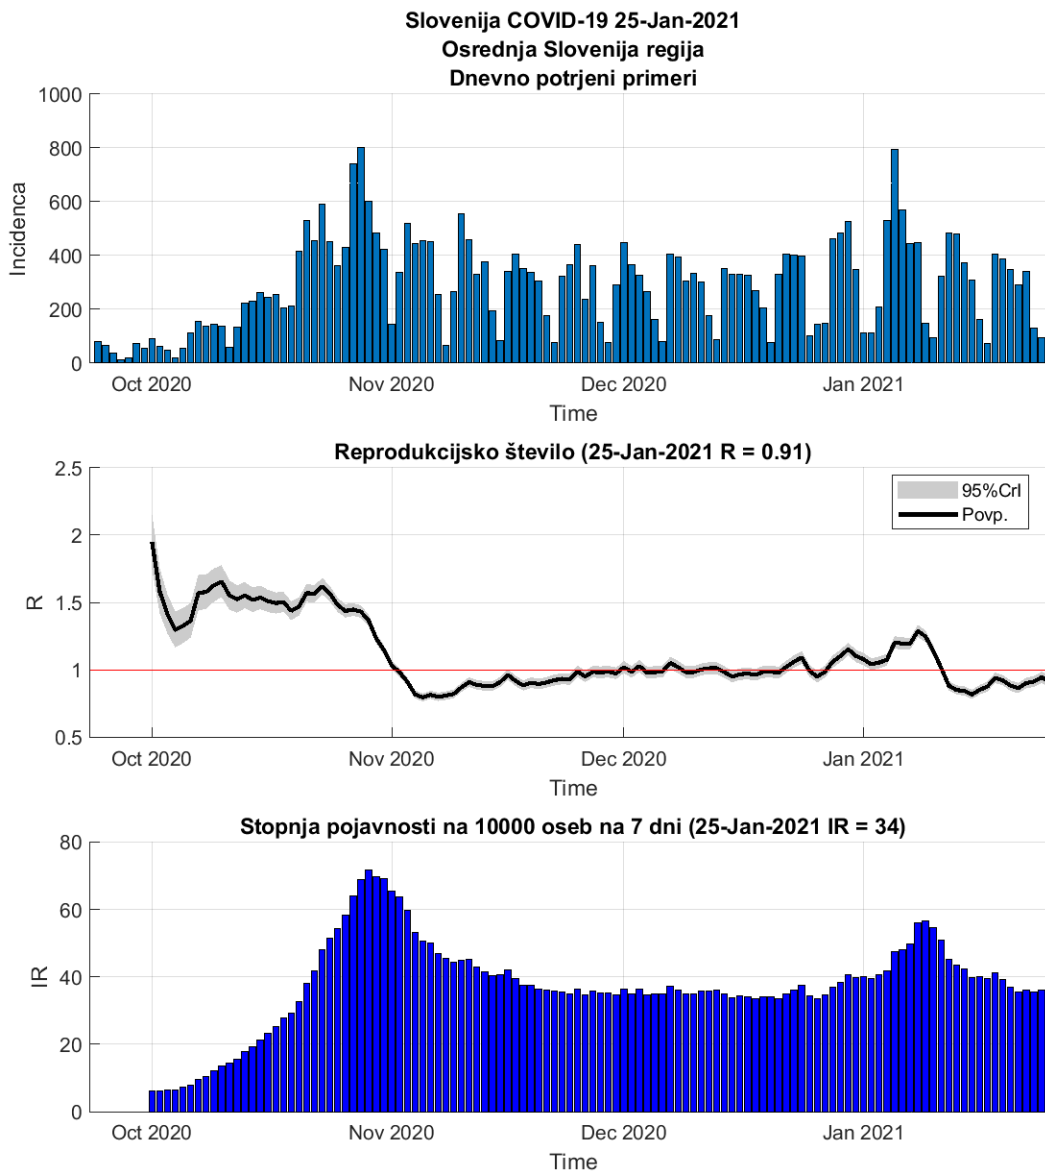 Slovenija COVID-19 25-Jan-2021
Osrednja Slovenija regija
Dnevno potrjeni primeri
1000
800
600
400
200
0
Incidenca
Oct 2020
Nov 2020
Dec 2020
Jan 2021
Time
Reprodukcijsko število (25-Jan-2021 R = 0.91)
2.5
2
1.5
1
0.5
R
95%CrI
Povp.
Oct 2020
Nov 2020
Dec 2020
Jan 2021
Time
Stopnja pojavnosti na 10000 oseb na 7 dni (25-Jan-2021 IR = 34)
80
60
40
20
0
IR
Oct 2020
Nov 2020
Dec 2020
Jan 2021
Time